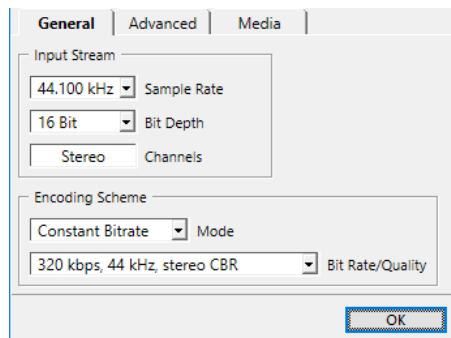 General Advanced Media
Input Stream
44.100 kHz Sample Rate
16 Bit Bit Depth
Stereo Channels
Encoding Scheme
Constant Bitrate Mode
320 kbps, 44 kHz, stereo CBR Bit Rate/Quality
OK